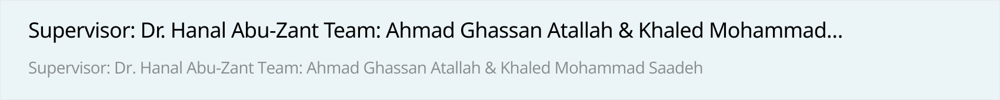 Supervisor: Dr. Hanal Abu-Zant Team: Ahmad Ghassan Atallah & Khaled Mohammad...
Supervisor: Dr. Hanal Abu-Zant Team: Ahmad Ghassan Atallah & Khaled Mohammad Saadeh